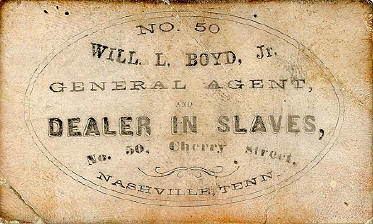 NO. 50
WILL. L. BOYD, Jr.
GENERAL AGENT,
AND
DEALER IN SLAVES,
No. 50, Cherry Street,
NASHVILLE, TENN.